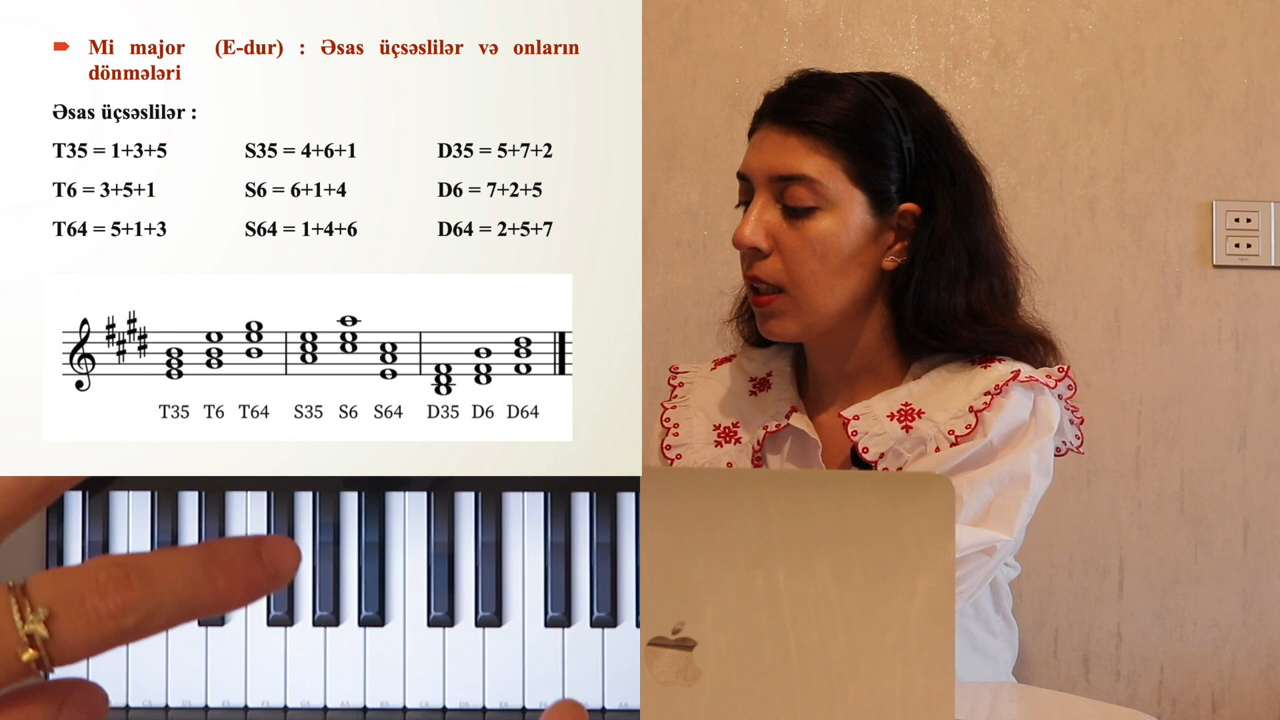 Mi major (E-dur) : Əsas üçsəslilər və onların
dönmələri
Əsas üçsəslilər :
T35 = 1+3+5 S35 = 4+6+1 D35 = 5+7+2
T6 = 3+5+1 S6 = 6+1+4 D6 = 7+2+5
T64 = 5+1+3 S64 = 1+4+6 D64 = 2+5+7
T35 T6 T64 S35 S6 S64 D35 D6 D64